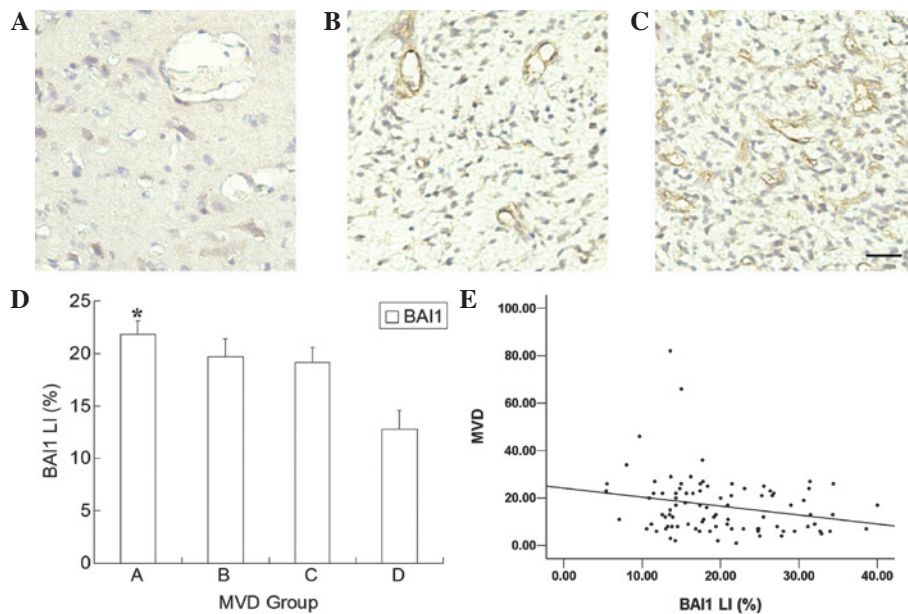 A
B
C
D
25
20
15
10
5
0
BAI1 LI (%)
*
BAI1
A
B
C
D
MVD Group
E
100.00
80.00
60.00
40.00
20.00
0.00
MVD
0.00
10.00
20.00
30.00
40.00
BAI1 LI (%)